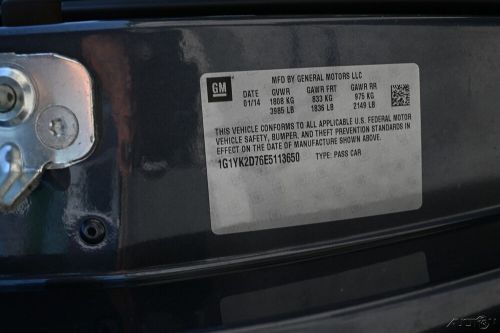 GM
MFD BY GENERAL MOTORS LLC
DATE GVWR GAWR FRT GAWR RR
01/14 1808 KG 833 KG 975 KG
3985 LB 1836 LB 2149 LB
THIS VEHICLE CONFORMS TO ALL APPLICABLE U.S. FEDERAL MOTOR
VEHICLE SAFETY, BUMPER, AND THEFT PREVENTION STANDARDS IN
EFFECT ON THE DATE OF MANUFACTURE SHOWN ABOVE.
1G1YK2D76E5113650 TYPE: PASS CAR